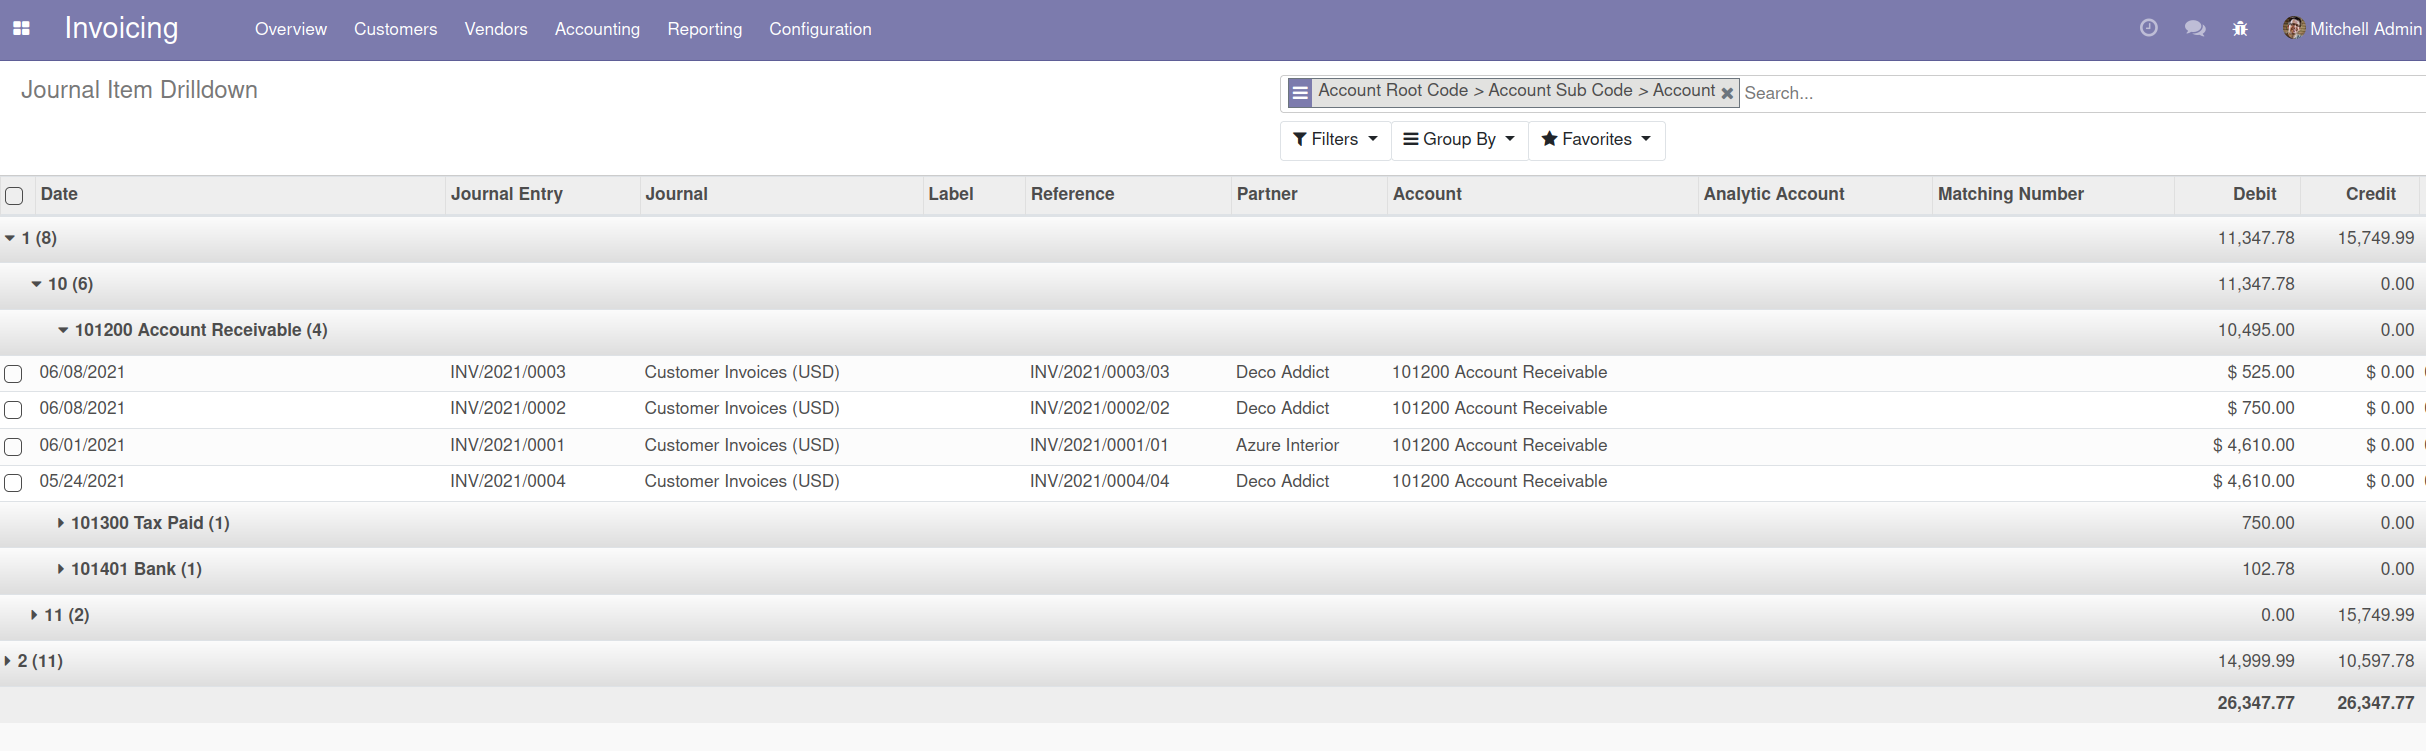 Invoicing Overview Customers Vendors Accounting Reporting Configuration Mitchell Admin
Journal Item Drilldown
Account Root Code > Account Sub Code > Account Search...
Filters Group By Favorites
Date Journal Entry Journal Label Reference Partner Account Analytic Account Matching Number Debit Credit
1 (8) 11,347.78 15,749.99
10 (6) 11,347.78 0.00
101200 Account Receivable (4) 10,495.00 0.00
06/08/2021 INV/2021/0003 Customer Invoices (USD) INV/2021/0003/03 Deco Addict 101200 Account Receivable $ 525.00 $ 0.00
06/08/2021 INV/2021/0002 Customer Invoices (USD) INV/2021/0002/02 Deco Addict 101200 Account Receivable $ 750.00 $ 0.00
06/01/2021 INV/2021/0001 Customer Invoices (USD) INV/2021/0001/01 Azure Interior 101200 Account Receivable $ 4,610.00 $ 0.00
05/24/2021 INV/2021/0004 Customer Invoices (USD) INV/2021/0004/04 Deco Addict 101200 Account Receivable $ 4,610.00 $ 0.00
101300 Tax Paid (1) 750.00 0.00
101401 Bank (1) 102.78 0.00
11 (2) 0.00 15,749.99
2 (11) 14,999.99 10,597.78
26,347.77 26,347.77